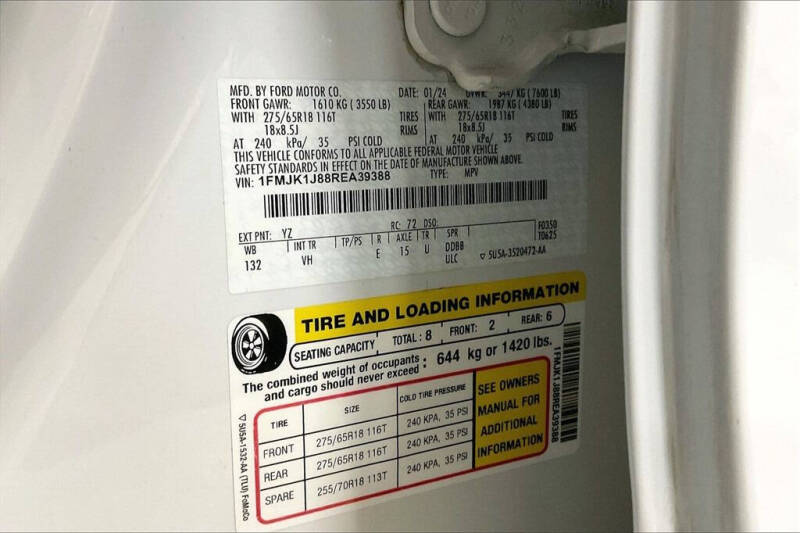 MFD. BY FORD MOTOR CO. DATE: 01/24 GVWR: 3447 KG (7600 LB)
FRONT GAWR: 1610 KG (3550 LB) REAR GAWR: 1987 KG (4380 LB)
WITH 275/65R18 116T TIRES WITH 275/65R18 116T TIRES
18x8.5J RIMS 18x8.5J RIMS
AT 240 kPa/ 35 PSI COLD AT 240 kPa/ 35 PSI COLD
THIS VEHICLE CONFORMS TO ALL APPLICABLE FEDERAL MOTOR VEHICLE
SAFETY STANDARDS IN EFFECT ON THE DATE OF MANUFACTURE SHOWN ABOVE.
VIN: 1FMJK1J88REA39388 TYPE: MPV
EXT PNT: YZ RC: 72 DSO: F0350
WB INT TR TP/PS R AXLE TR SPR T0625
132 VH E 15 U DDBB
ULC ▽ 5U5A-3520472-AA
TIRE AND LOADING INFORMATION
SEATING CAPACITY TOTAL: 8 FRONT: 2 REAR: 6
The combined weight of occupants and cargo should never exceed : 644 kg or 1420 lbs.
TIRE SIZE COLD TIRE PRESSURE
FRONT 275/65R18 116T 240 KPA, 35 PSI
REAR 275/65R18 116T 240 KPA, 35 PSI
SPARE 255/70R18 113T 240 KPA, 35 PSI
SEE OWNERS
MANUAL FOR
ADDITIONAL
INFORMATION
1FMJK1J88REA39388
▽ 5U5A-1532-AA (TLU) FoMoCo